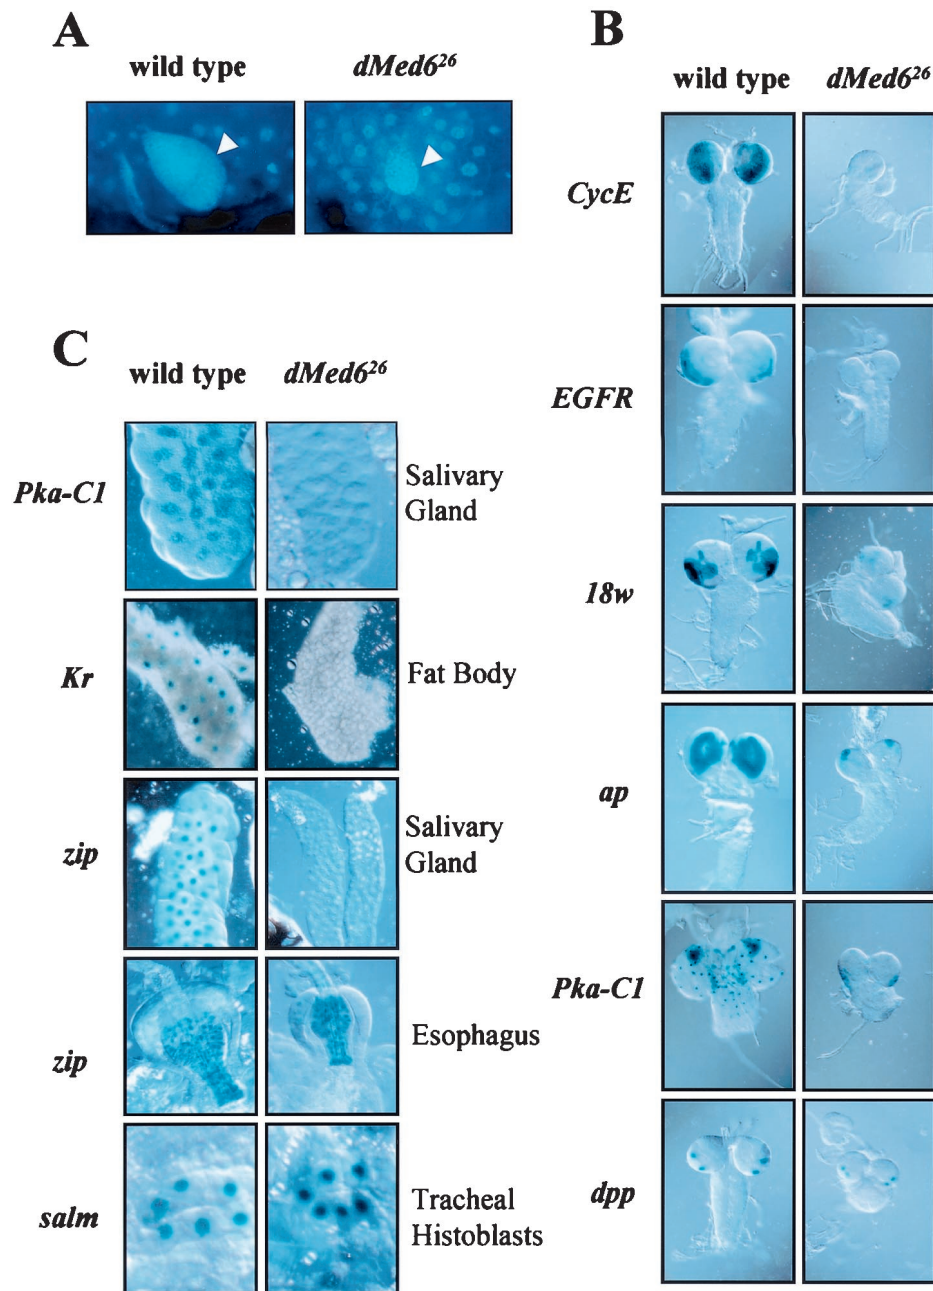 A
wild type dMed6²⁶
B
wild type dMed6²⁶
CycE
EGFR
18w
ap
Pka-C1
dpp
C
wild type dMed6²⁶
Pka-C1 Salivary
Gland
Kr Fat Body
zip Salivary
Gland
zip Esophagus
salm Tracheal
Histoblasts